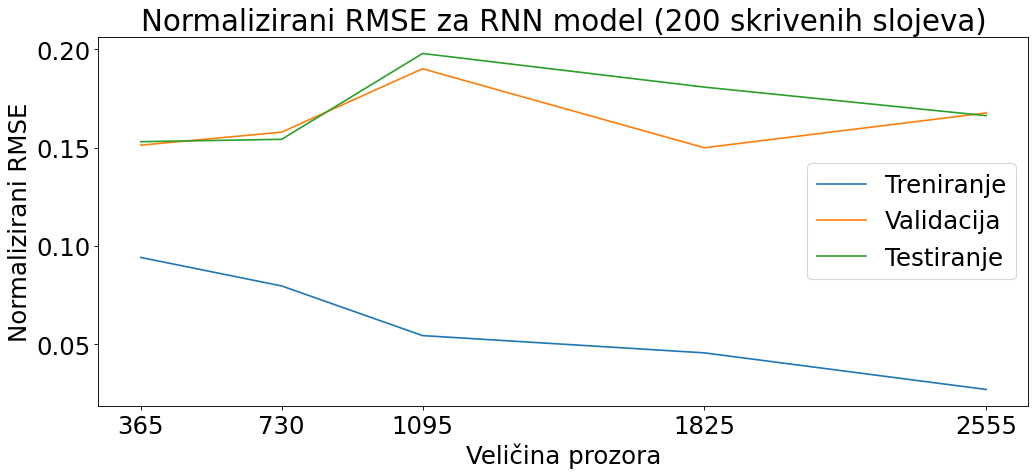 Normalizirani RMSE za RNN model (200 skrivenih slojeva)
Normalizirani RMSE
0.20
0.15
0.10
0.05
Treniranje
Validacija
Testiranje
365 730 1095 1825 2555
Veličina prozora